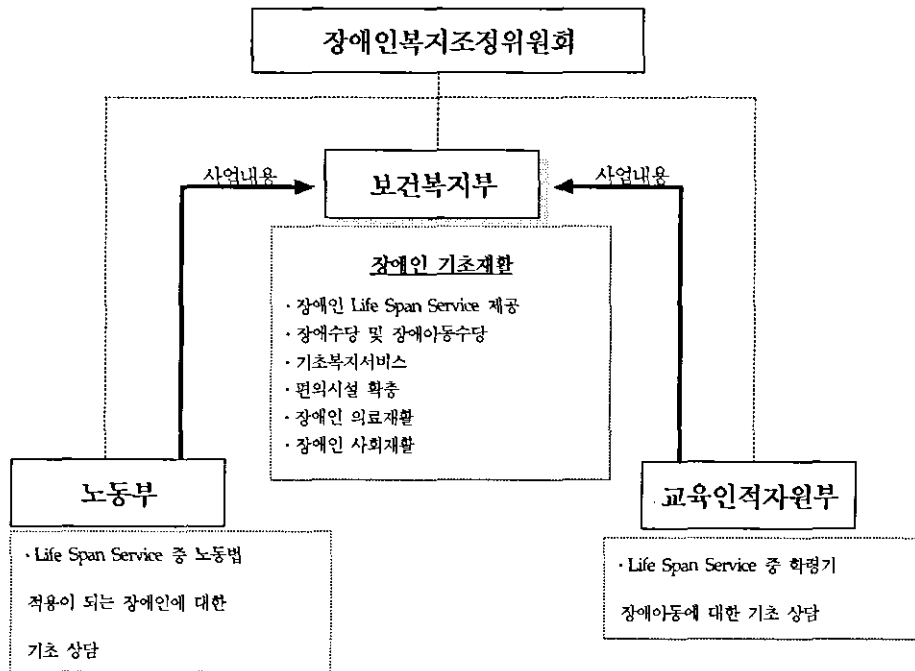 장애인복지조정위원회
사업내용
보건복지부
사업내용
장애인 기초재활
· 장애인 Life Span Service 제공
· 장애수당 및 장애아동수당
· 기초복지서비스
· 편의시설 확충
· 장애인 의료재활
· 장애인 사회재활
노동부
· Life Span Service 중 노동법
적용이 되는 장애인에 대한
기초 상담
교육인적자원부
· Life Span Service 중 학령기
장애아동에 대한 기초 상담